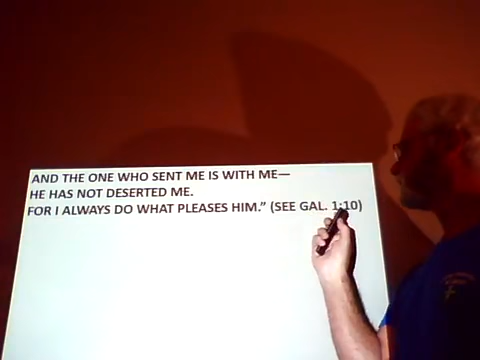 AND THE ONE WHO SENT ME IS WITH ME—
HE HAS NOT DESERTED ME.
FOR I ALWAYS DO WHAT PLEASES HIM.” (SEE GAL. 1:10)